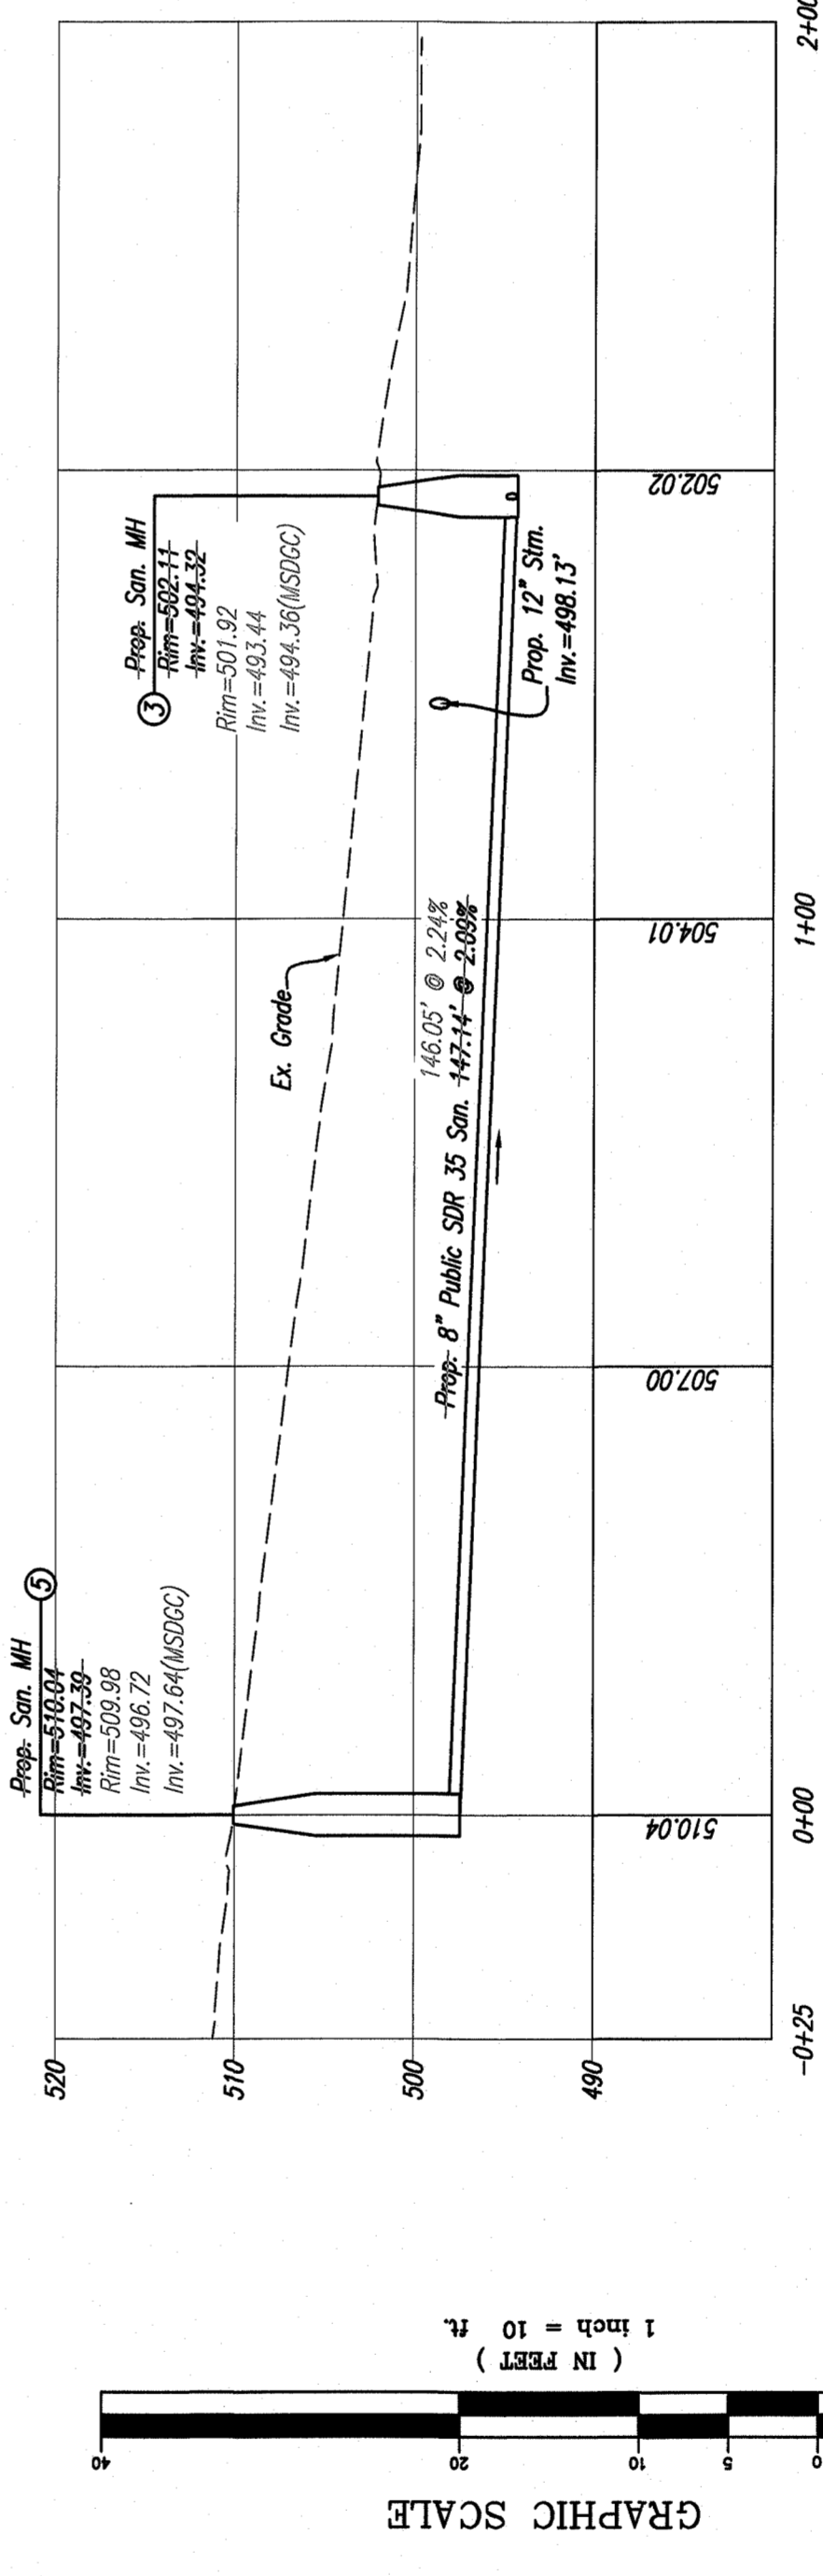 Prop. San. MH
5
Rim=510.04
Inv.=497.39
Rim=509.98
Inv.=496.72
Inv.=497.64(MSDGC)
Prop. San. MH
3
Rim=502.11
Inv.=494.32
Rim=501.92
Inv.=493.44
Inv.=494.36(MSDGC)
Ex. Grade
146.05' @ 2.24%
Prop. 8" Public SDR 35 San. 147.14' @ 2.09%
Prop. 12" Stm.
Inv.=498.13'
520
510
500
490
510.04
507.00
504.01
502.02
-0+25
0+00
1+00
2+00
GRAPHIC SCALE
0 5 10 20 40
( IN FEET )
1 inch = 10 ft.